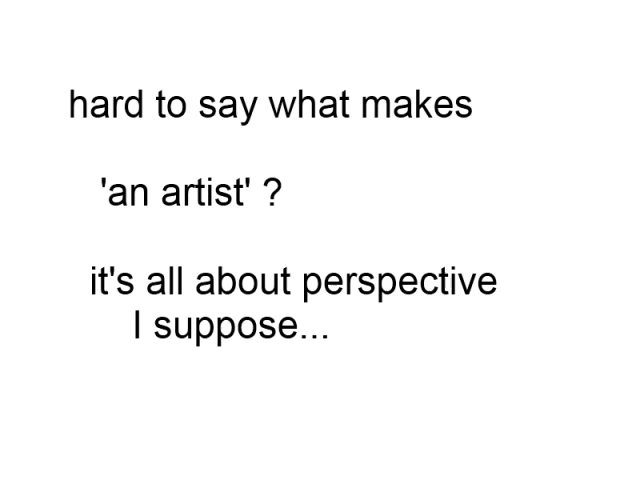 hard to say what makes
'an artist' ?
it's all about perspective
I suppose...